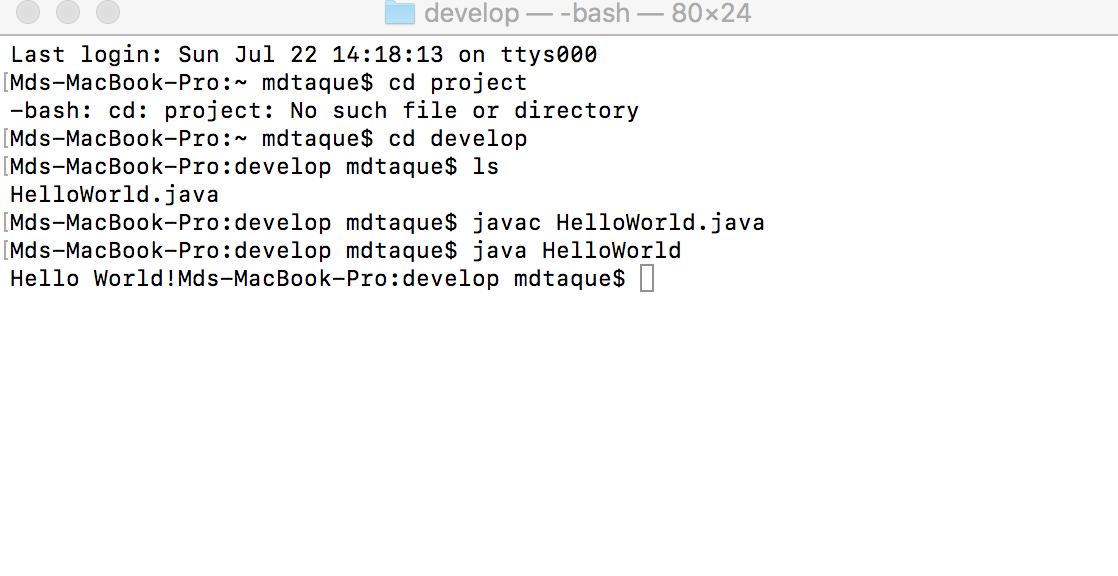 develop — -bash — 80×24
Last login: Sun Jul 22 14:18:13 on ttys000
[Mds-MacBook-Pro:~ mdtaque$ cd project
-bash: cd: project: No such file or directory
[Mds-MacBook-Pro:~ mdtaque$ cd develop
[Mds-MacBook-Pro:develop mdtaque$ ls
HelloWorld.java
[Mds-MacBook-Pro:develop mdtaque$ javac HelloWorld.java
[Mds-MacBook-Pro:develop mdtaque$ java HelloWorld
Hello World!Mds-MacBook-Pro:develop mdtaque$